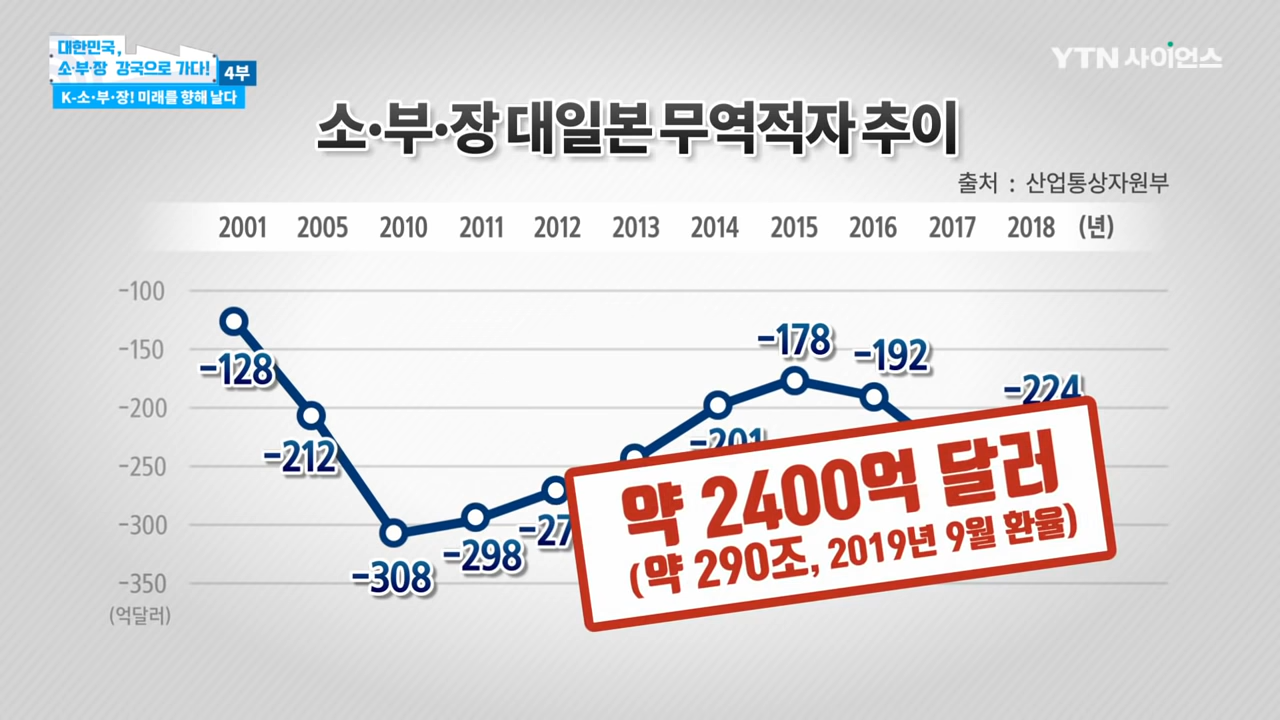 대한민국,
소·부·장 강국으로 가다!
4부
K-소·부·장! 미래를 향해 날다
YTN 사이언스
소·부·장 대일본 무역적자 추이
출처 : 산업통상자원부
2001 2005 2010 2011 2012 2013 2014 2015 2016 2017 2018 (년)
-100
-150
-200
-250
-300
-350
(억달러)
-128
-212
-308
-298
-27
-201
-178
-192
-224
약 2400억 달러
(약 290조, 2019년 9월 환율)